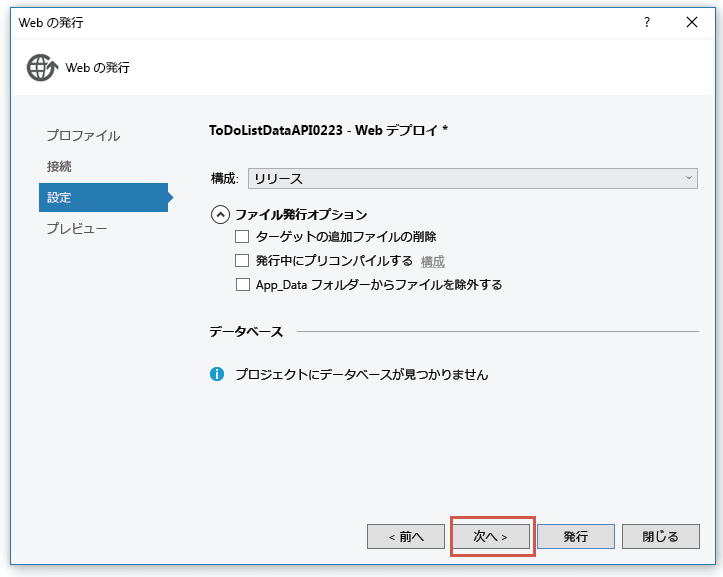 Web の発行
?
Web の発行
プロファイル
接続
設定
プレビュー
ToDoListDataAPI0223 - Web デプロイ *
構成: リリース
ファイル発行オプション
ターゲットの追加ファイルの削除
発行中にプリコンパイルする 構成
App_Data フォルダーからファイルを除外する
データベース
プロジェクトにデータベースが見つかりません
< 前へ 次へ > 発行 閉じる